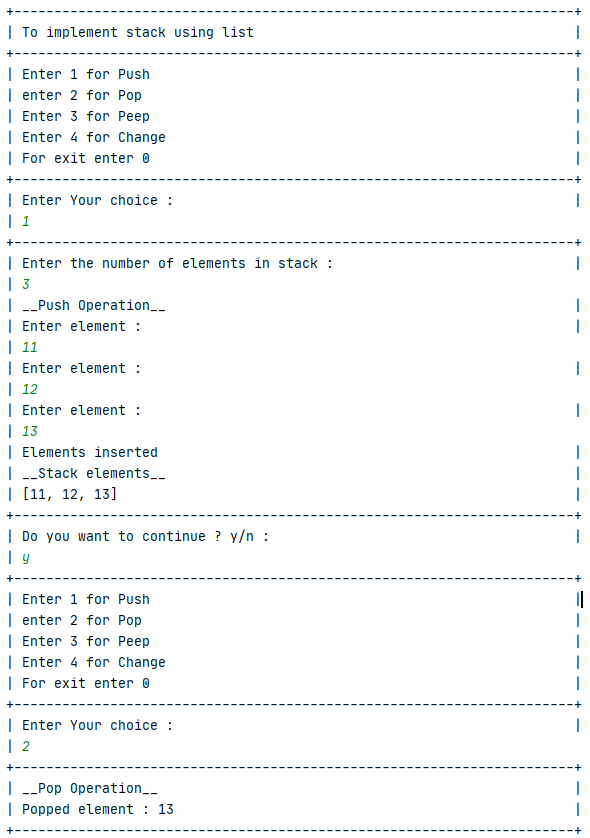 +----------------------------------------------------------------------+
| To implement stack using list |
+----------------------------------------------------------------------+
| Enter 1 for Push |
| enter 2 for Pop |
| Enter 3 for Peep |
| Enter 4 for Change |
| For exit enter 0 |
+----------------------------------------------------------------------+
| Enter Your choice : |
| 1
+----------------------------------------------------------------------+
| Enter the number of elements in stack : |
| 3
| __Push Operation__ |
| Enter element : |
| 11
| Enter element : |
| 12
| Enter element : |
| 13
| Elements inserted |
| __Stack elements__ |
| [11, 12, 13] |
+----------------------------------------------------------------------+
| Do you want to continue ? y/n : |
| y
+----------------------------------------------------------------------+
| Enter 1 for Push |
| enter 2 for Pop |
| Enter 3 for Peep |
| Enter 4 for Change |
| For exit enter 0 |
+----------------------------------------------------------------------+
| Enter Your choice : |
| 2
+----------------------------------------------------------------------+
| __Pop Operation__ |
| Popped element : 13 |
+----------------------------------------------------------------------+